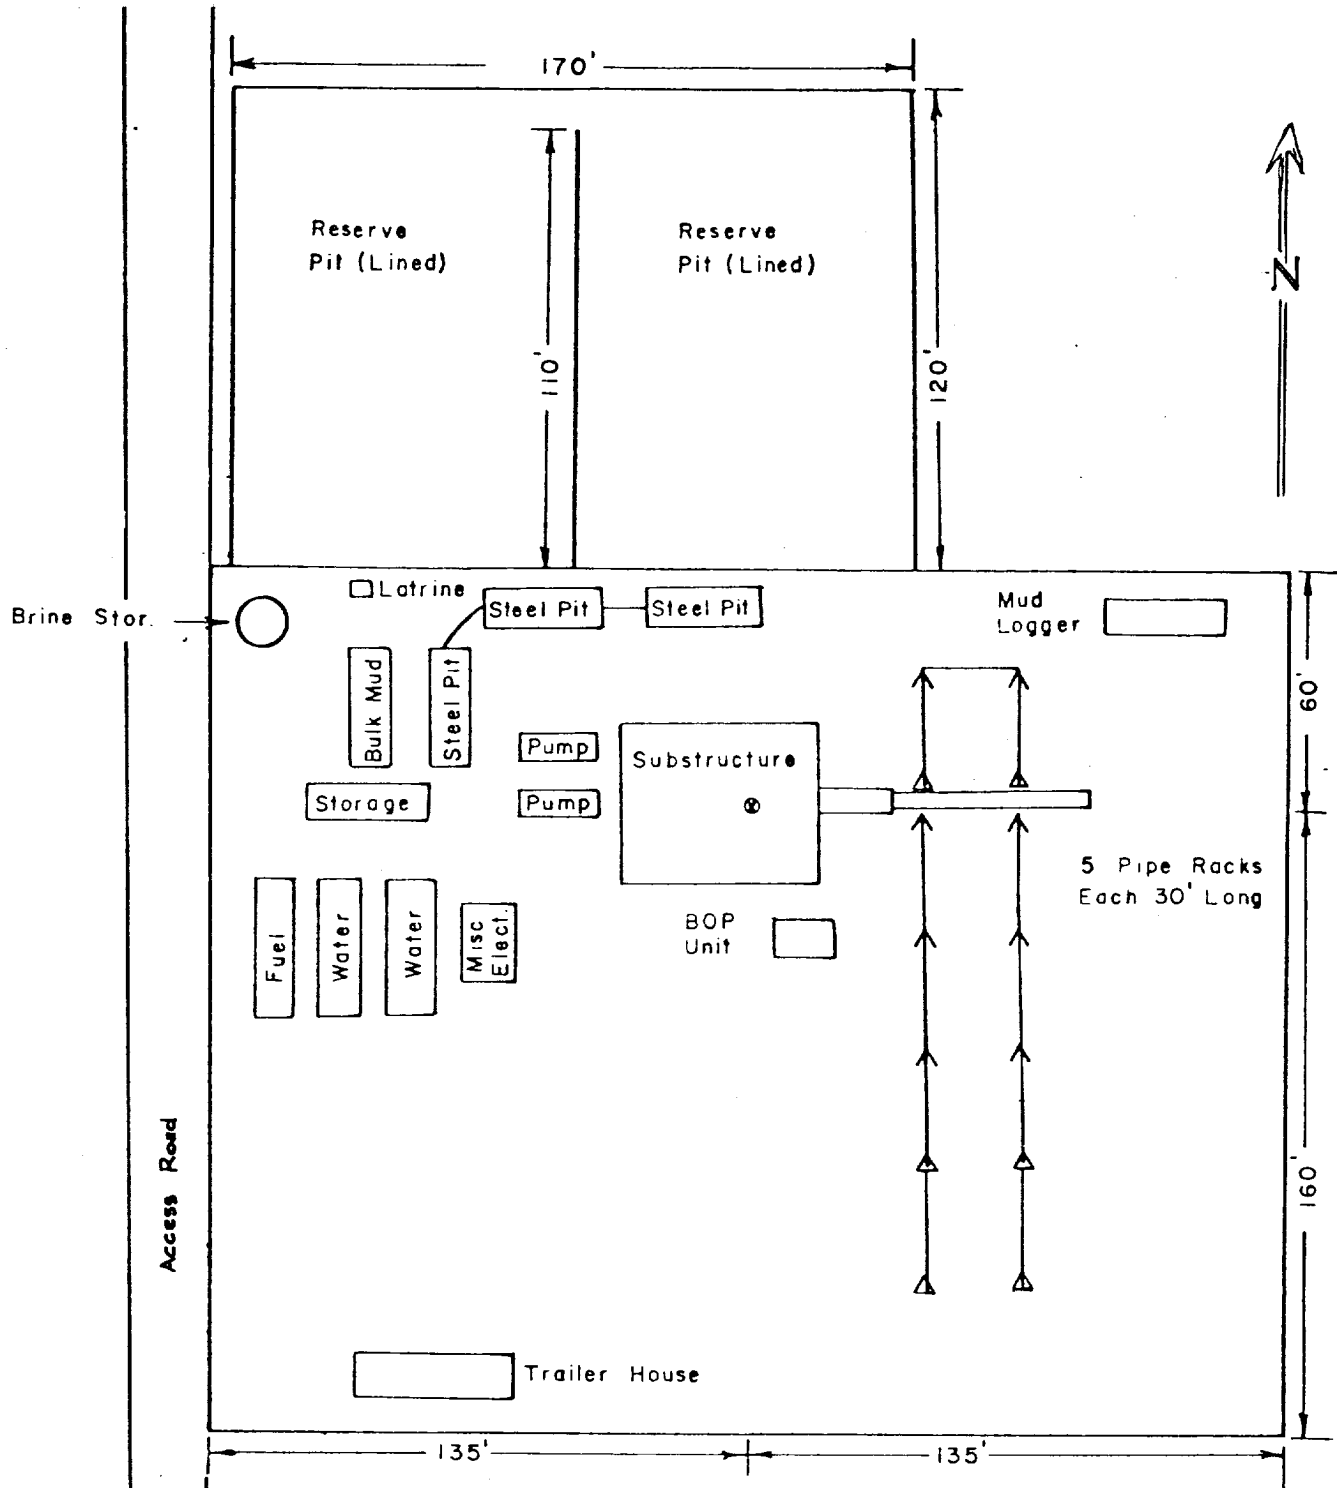 170'
Reserve
Pit (Lined)
Reserve
Pit (Lined)
N
110'
120'
Brine Stor.
Latrine
Steel Pit
Steel Pit
Mud
Logger
Bulk Mud
Steel Pit
60'
Pump
Substructure
Storage
Pump
5 Pipe Racks
Each 30' Long
BOP
Unit
Fuel
Water
Water
Misc
Elect.
Access Road
160'
Trailer House
135'
135'